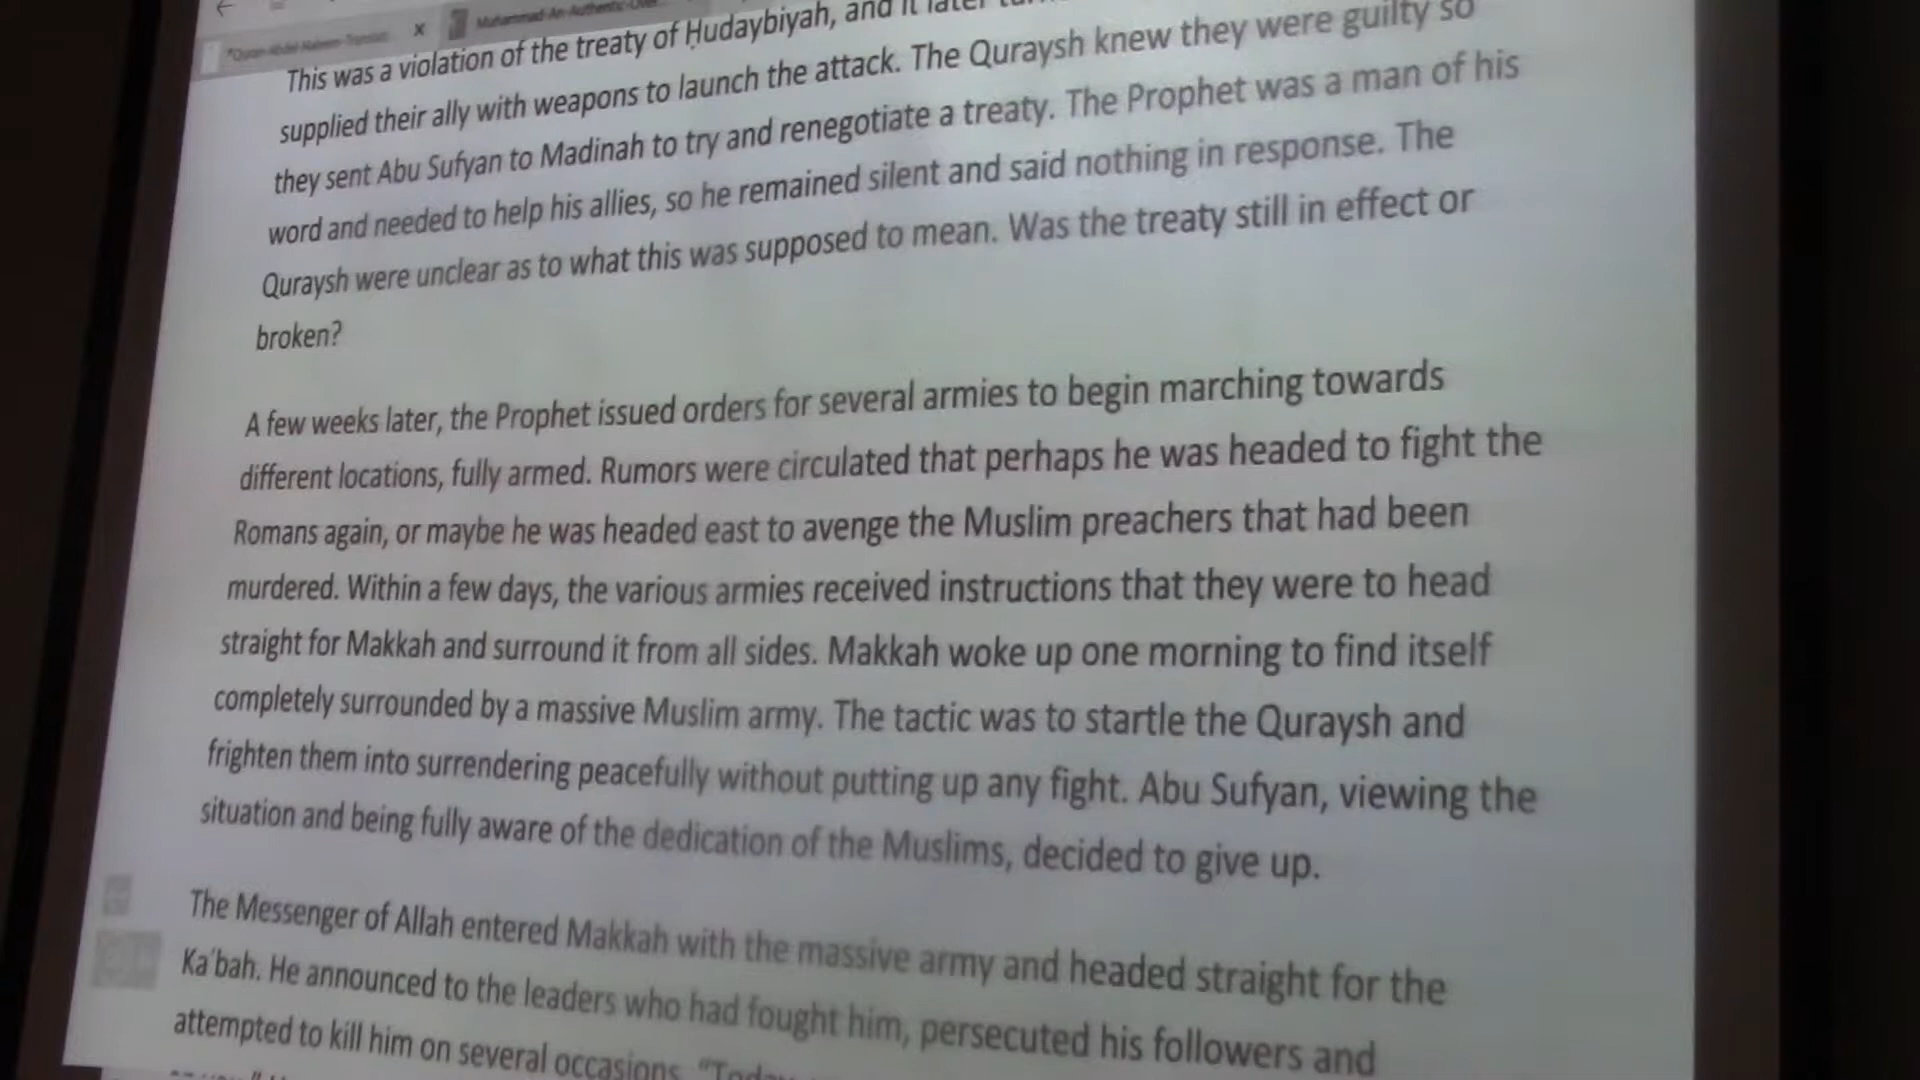 This was a violation of the treaty of Ḥudaybiyah, and it later
supplied their ally with weapons to launch the attack. The Quraysh knew they were guilty so
they sent Abu Sufyan to Madinah to try and renegotiate a treaty. The Prophet was a man of his
word and needed to help his allies, so he remained silent and said nothing in response. The
Quraysh were unclear as to what this was supposed to mean. Was the treaty still in effect or
broken?
A few weeks later, the Prophet issued orders for several armies to begin marching towards
different locations, fully armed. Rumors were circulated that perhaps he was headed to fight the
Romans again, or maybe he was headed east to avenge the Muslim preachers that had been
murdered. Within a few days, the various armies received instructions that they were to head
straight for Makkah and surround it from all sides. Makkah woke up one morning to find itself
completely surrounded by a massive Muslim army. The tactic was to startle the Quraysh and
frighten them into surrendering peacefully without putting up any fight. Abu Sufyan, viewing the
situation and being fully aware of the dedication of the Muslims, decided to give up.
The Messenger of Allah entered Makkah with the massive army and headed straight for the
Ka'bah. He announced to the leaders who had fought him, persecuted his followers and
attempted to kill him on several occasions, "Today